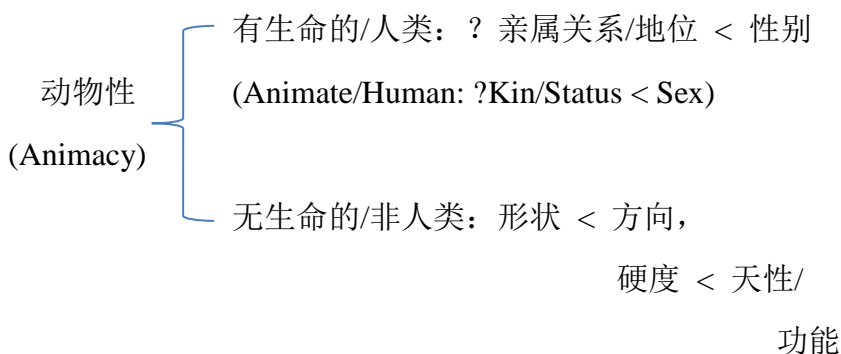 有生命的/人类：？亲属关系/地位 < 性别
动物性
(Animate/Human: ?Kin/Status < Sex)
(Animacy)
无生命的/非人类：形状 < 方向，
硬度 < 天性/
功能